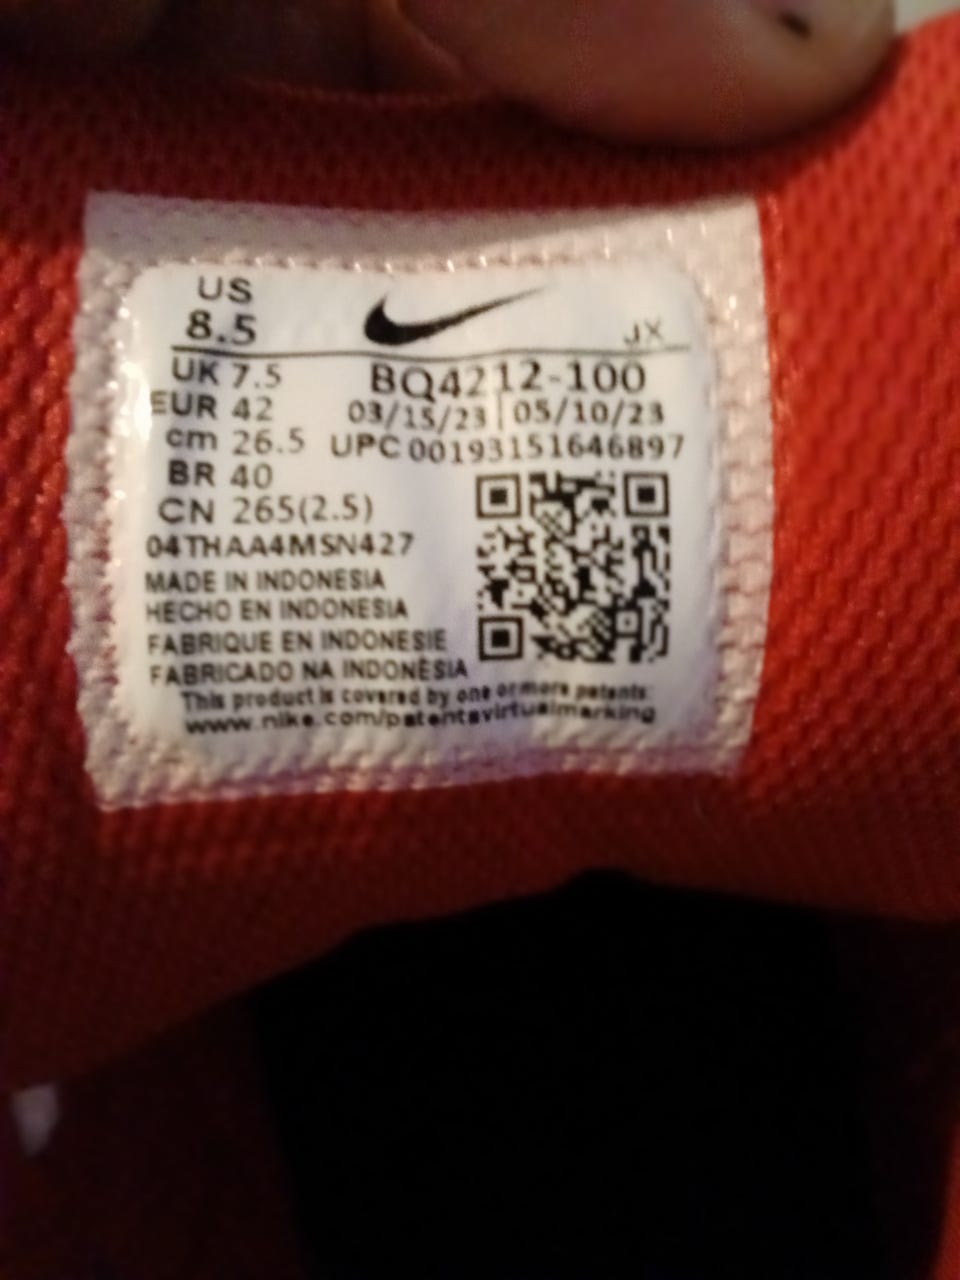 US
8.5
JX
UK 7.5
BQ4212-100
EUR 42
03/15/23 | 05/10/23
cm 26.5
UPC 00193151646897
BR 40
CN 265(2.5)
04THAA4MSN427
MADE IN INDONESIA
HECHO EN INDONESIA
FABRIQUE EN INDONESIE
FABRICADO NA INDONÉSIA
This product is covered by one or more patents:
www.nike.com/patentsvirtualmarking